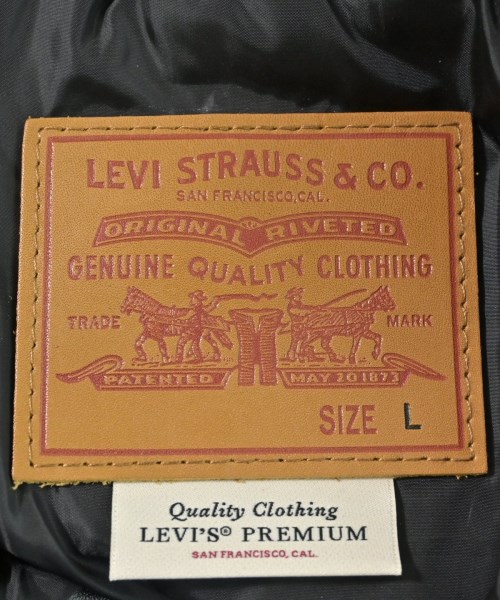 LEVI STRAUSS & CO.
SAN FRANCISCO, CAL.
ORIGINAL RIVETED
GENUINE QUALITY CLOTHING
TRADE MARK
PATENTED MAY 20 1873
SIZE L
Quality Clothing
LEVI'S® PREMIUM
SAN FRANCISCO, CAL.